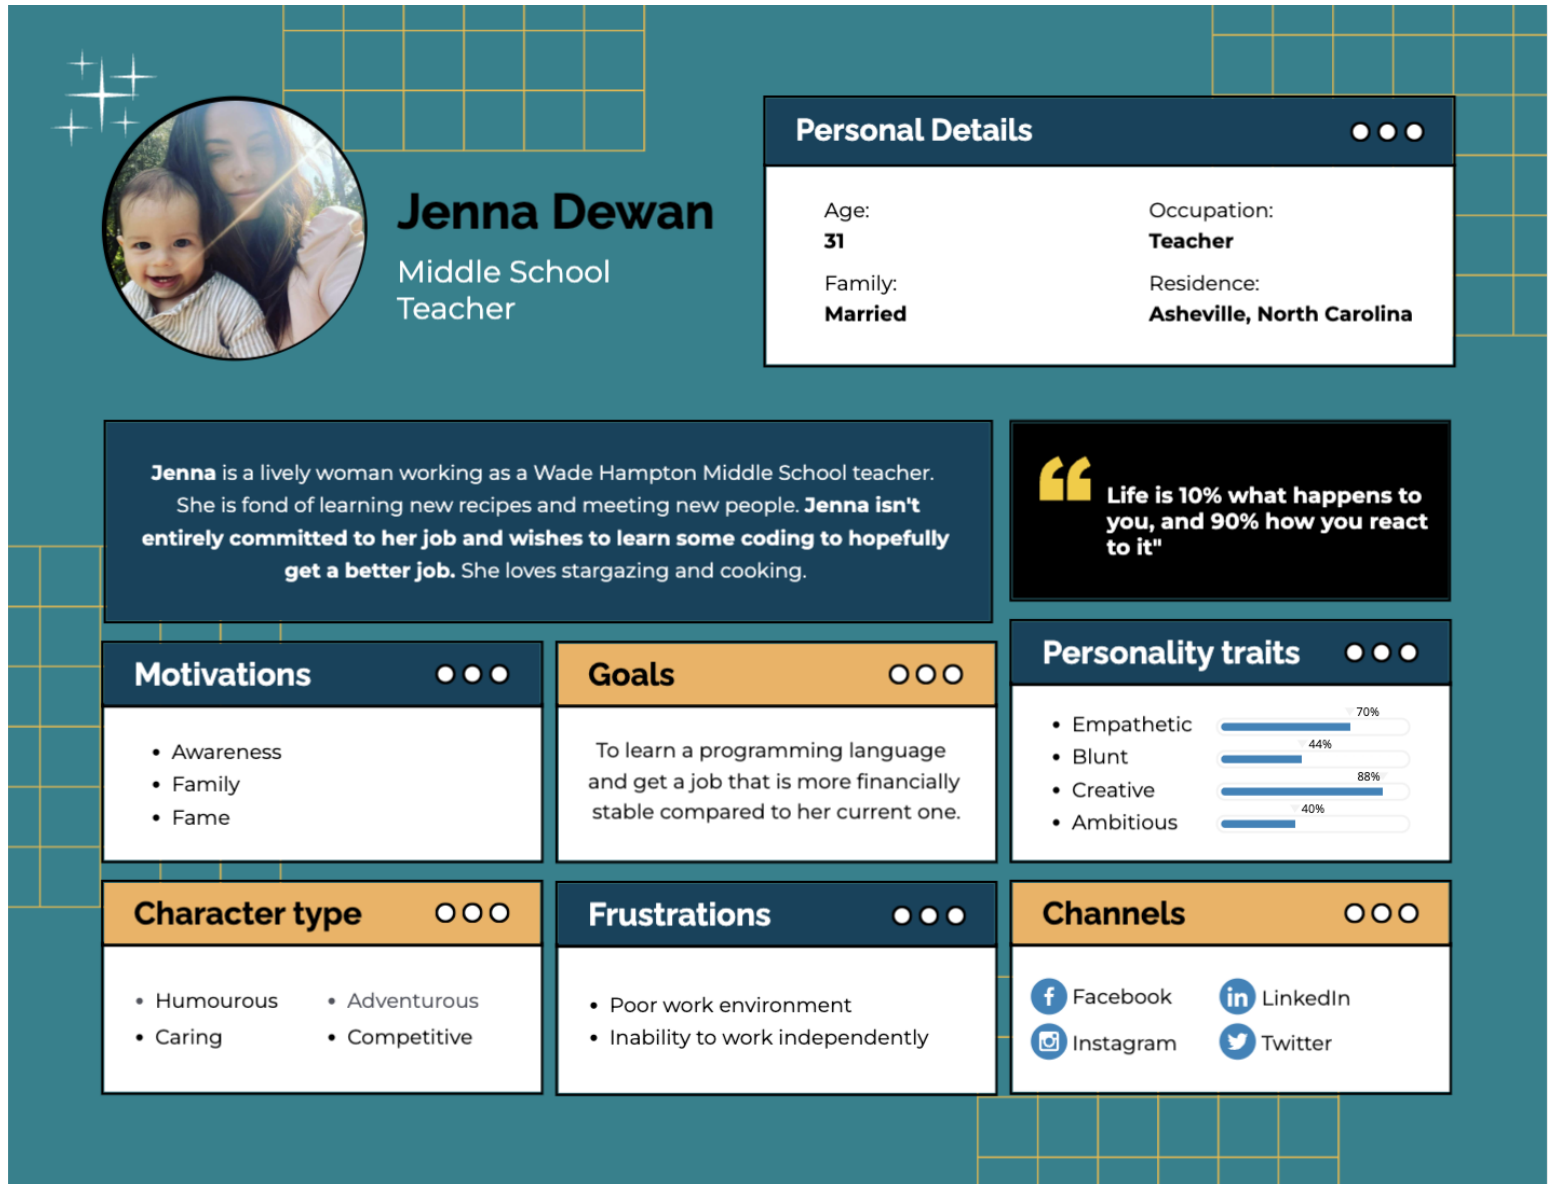 Jenna Dewan
Middle School
Teacher
Personal Details
Age:
31
Family:
Married
Occupation:
Teacher
Residence:
Asheville, North Carolina
Jenna is a lively woman working as a Wade Hampton Middle School teacher.
She is fond of learning new recipes and meeting new people. Jenna isn't
entirely committed to her job and wishes to learn some coding to hopefully
get a better job. She loves stargazing and cooking.
“
Life is 10% what happens to
you, and 90% how you react
to it"
Motivations
• Awareness
• Family
• Fame
Goals
To learn a programming language
and get a job that is more financially
stable compared to her current one.
Personality traits
• Empathetic 70%
• Blunt 44%
• Creative 88%
• Ambitious 40%
Character type
• Humourous
• Caring
• Adventurous
• Competitive
Frustrations
• Poor work environment
• Inability to work independently
Channels
Facebook
Instagram
LinkedIn
Twitter